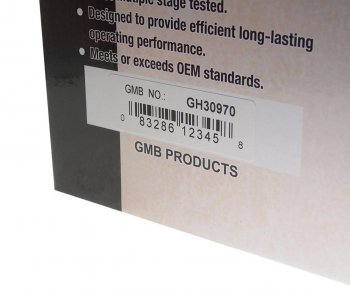 multiple stage tested.
• Designed to provide efficient long-lasting
operating performance.
• Meets or exceeds OEM standards.
GMB NO.: GH30970
0 83286 12345 8
GMB PRODUCTS